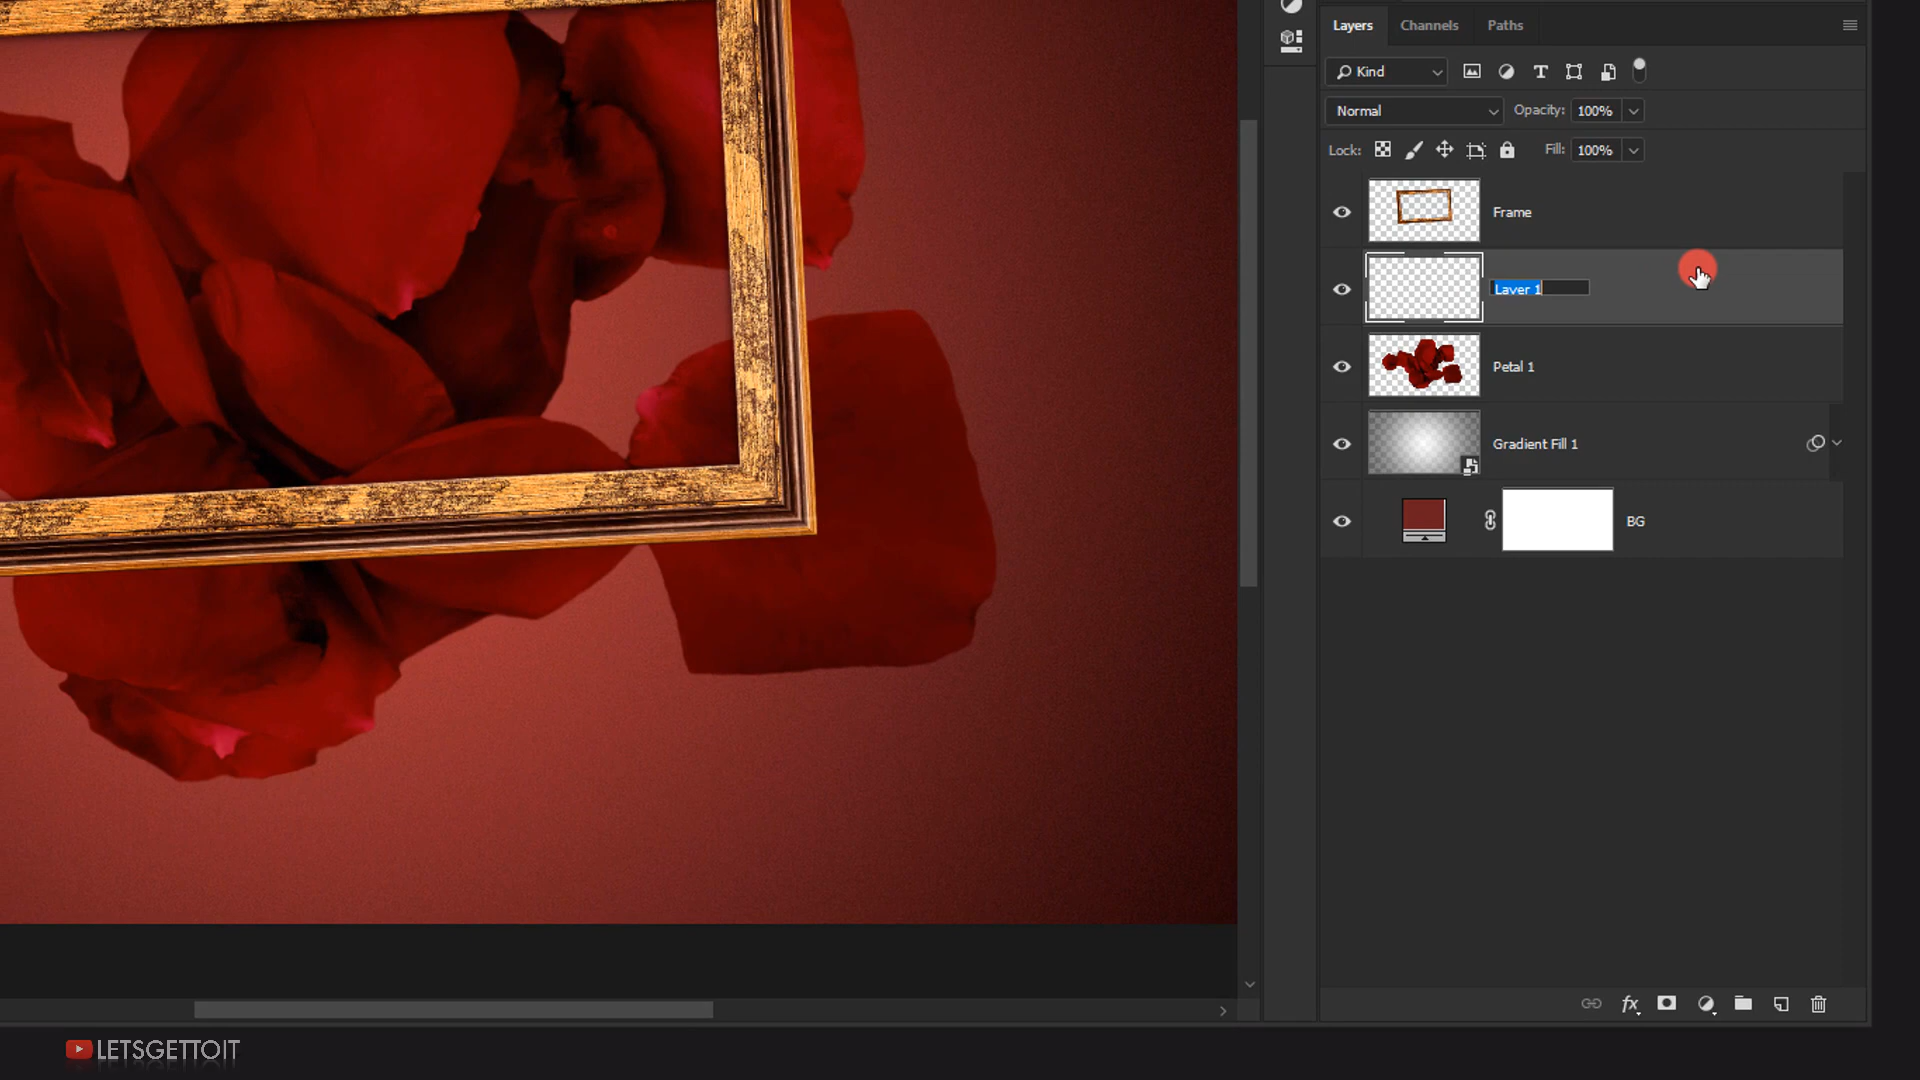 Layers Channels Paths
Kind T
Normal Opacity: 100%
Lock: Fill: 100%
Frame
Layer 1
Petal 1
Gradient Fill 1
BG
fx
LETSGETTOIT